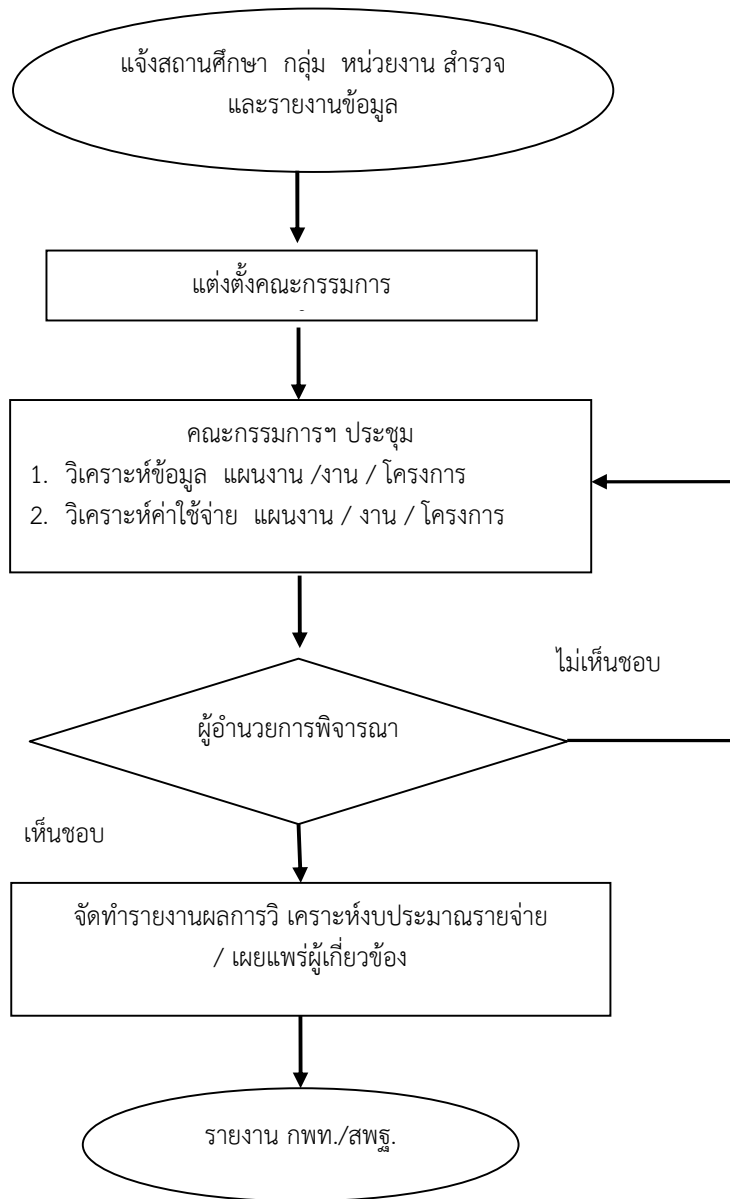 แจ้งสถานศึกษา กลุ่ม หน่วยงาน สำรวจ
และรายงานข้อมูล
แต่งตั้งคณะกรรมการ
คณะกรรมการฯ ประชุม
1. วิเคราะห์ข้อมูล แผนงาน /งาน / โครงการ
2. วิเคราะห์ค่าใช้จ่าย แผนงาน / งาน / โครงการ
ไม่เห็นชอบ
ผู้อำนวยการพิจารณา
เห็นชอบ
จัดทำรายงานผลการวิ เคราะห์งบประมาณรายจ่าย
/ เผยแพร่ผู้เกี่ยวข้อง
รายงาน กพท./สพฐ.